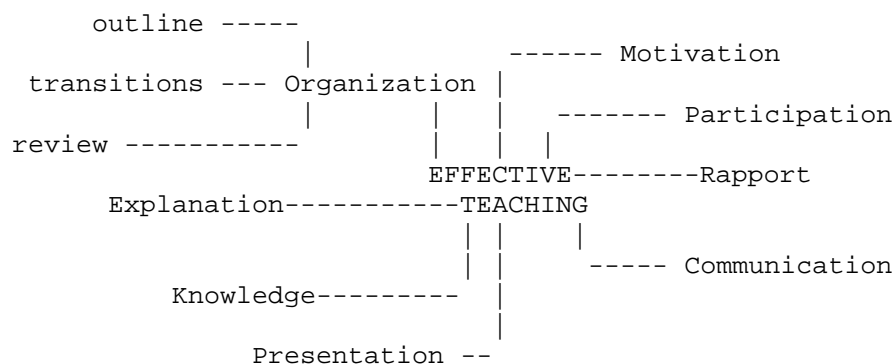 outline
Motivation
transitions Organization
Participation
review
EFFECTIVE Rapport
Explanation TEACHING
Communication
Knowledge
Presentation